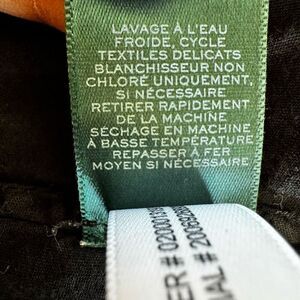 LAVAGE À L'EAU
FROIDE, CYCLE
TEXTILES DELICATS
BLANCHISSEUR NON
CHLORÉ UNIQUEMENT,
SI NÉCESSAIRE
RETIRER RAPIDEMENT
DE LA MACHINE
SÉCHAGE EN MACHINE
À BASSE TEMPÉRATURE
REPASSER À FER
MOYEN SI NÉCESSAIRE